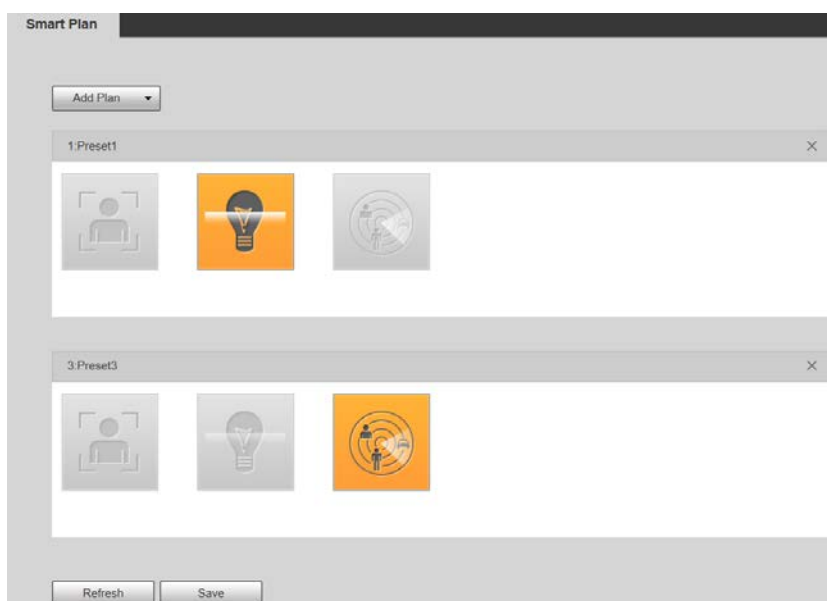 Smart Plan
Add Plan
1:Preset1
3:Preset3
Refresh Save